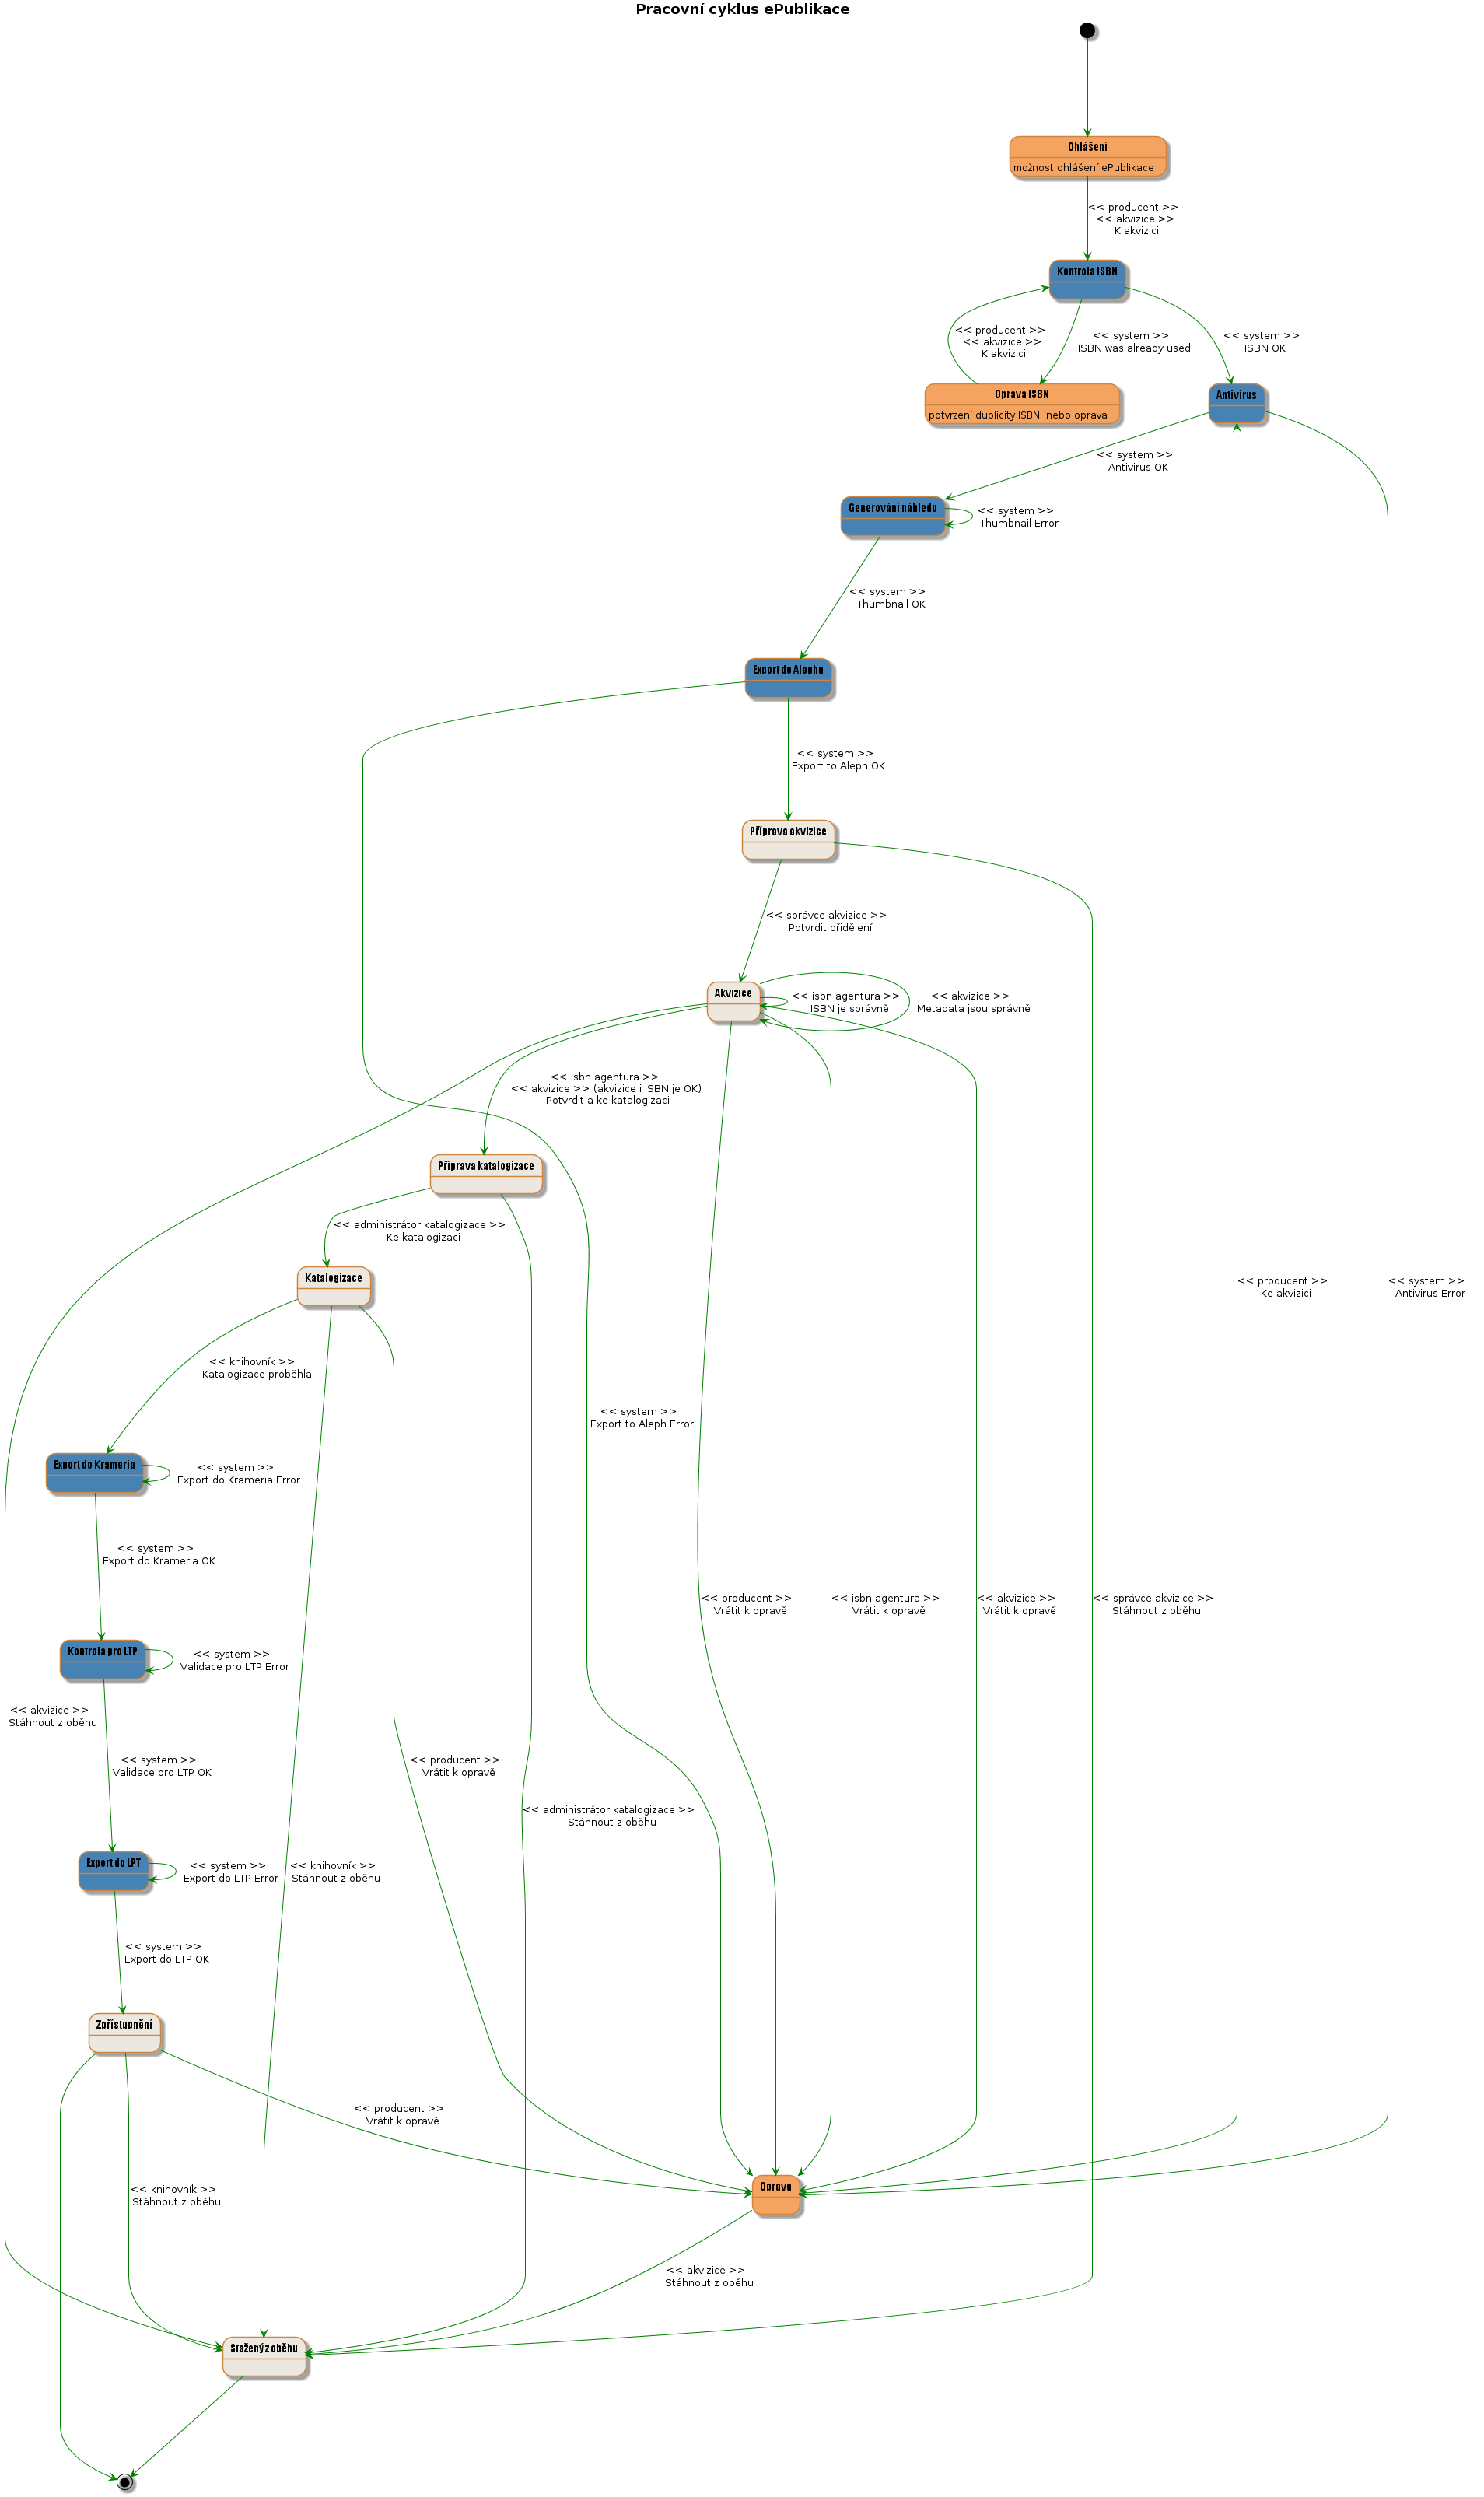 Pracovní cyklus ePublikace
Ohlášení
možnost ohlášení ePublikace
<< producent >>
<< akvizice >>
K akvizici
Kontrola ISBN
<< producent >>
<< akvizice >>
K akvizici
<< system >>
ISBN was already used
<< system >>
ISBN OK
Oprava ISBN
potvrzení duplicity ISBN, nebo oprava
Antivirus
<< system >>
Antivirus OK
Generování náhledu
<< system >>
Thumbnail Error
<< system >>
Thumbnail OK
Export do Alephu
<< system >>
Export to Aleph OK
Příprava akvizice
<< správce akvizice >>
Potvrdit přidělení
Akvizice
<< isbn agentura >>
ISBN je správně
<< akvizice >>
Metadata jsou správně
<< isbn agentura >>
<< akvizice >> (akvizice i ISBN je OK)
Potvrdit a ke katalogizaci
Příprava katalogizace
<< administrátor katalogizace >>
Ke katalogizaci
Katalogizace
<< producent >>
Ke akvizici
<< system >>
Antivirus Error
<< knihovník >>
Katalogizace proběhla
<< system >>
Export to Aleph Error
Export do Krameria
<< system >>
Export do Krameria Error
<< system >>
Export do Krameria OK
<< producent >>
Vrátit k opravě
<< isbn agentura >>
Vrátit k opravě
<< akvizice >>
Vrátit k opravě
<< správce akvizice >>
Stáhnout z oběhu
Kontrola pro LTP
<< system >>
Validace pro LTP Error
<< akvizice >>
Stáhnout z oběhu
<< system >>
Validace pro LTP OK
<< producent >>
Vrátit k opravě
<< administrátor katalogizace >>
Stáhnout z oběhu
Export do LPT
<< system >>
Export do LTP Error
<< knihovník >>
Stáhnout z oběhu
<< system >>
Export do LTP OK
Zpřístupnění
<< producent >>
Vrátit k opravě
<< knihovník >>
Stáhnout z oběhu
Oprava
<< akvizice >>
Stáhnout z oběhu
Stažený z oběhu